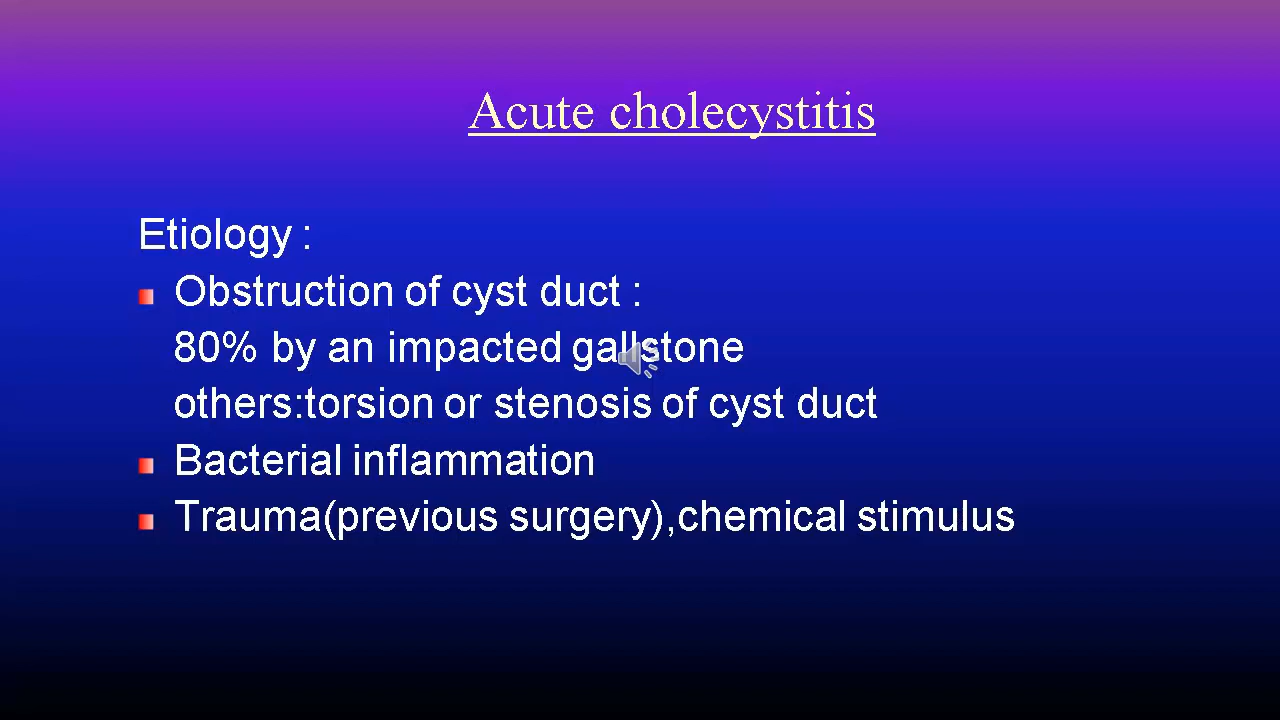 Acute cholecystitis
Etiology :
Obstruction of cyst duct :
80% by an impacted gallstone
others:torsion or stenosis of cyst duct
Bacterial inflammation
Trauma(previous surgery),chemical stimulus